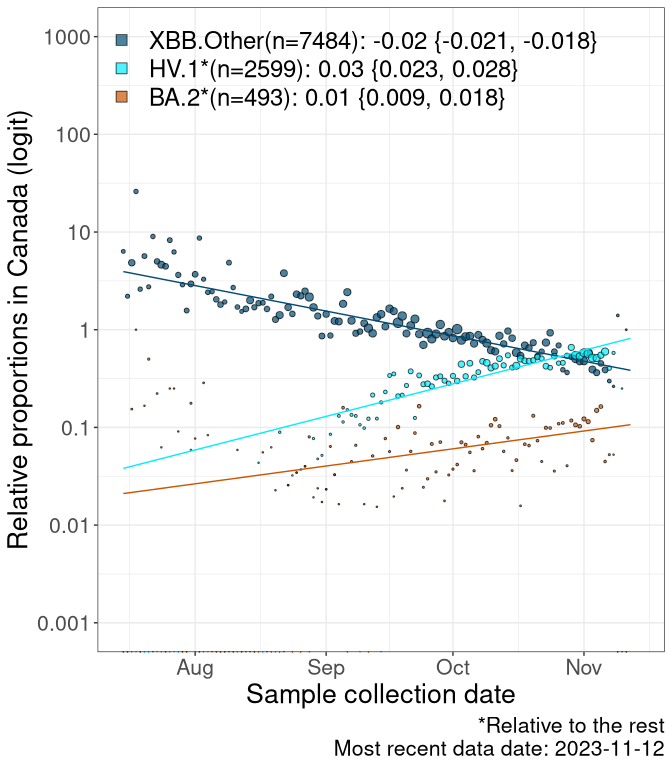 XBB.Other(n=7484): -0.02 {-0.021, -0.018}
HV.1*(n=2599): 0.03 {0.023, 0.028}
BA.2*(n=493): 0.01 {0.009, 0.018}
Relative proportions in Canada (logit)
1000
100
10
1
0.1
0.01
0.001
Aug Sep Oct Nov
Sample collection date
*Relative to the rest
Most recent data date: 2023-11-12